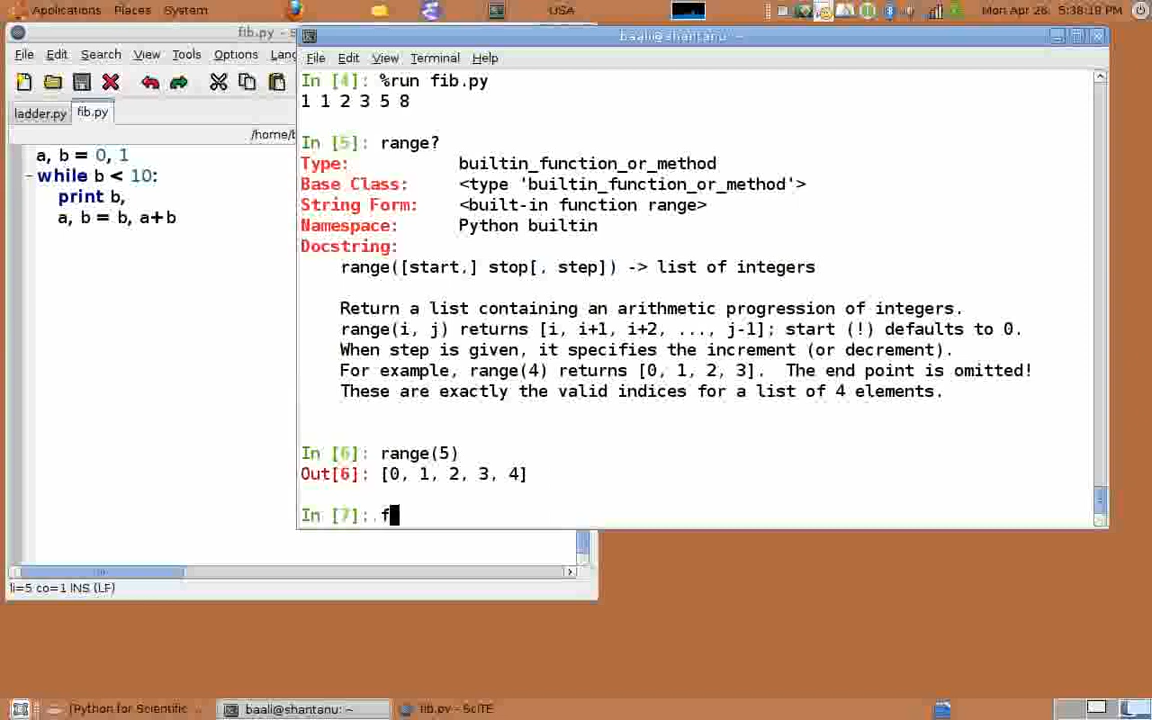 Applications Places System USA Mon Apr 26, 5:38:18 PM
fib.py - S
File Edit Search View Tools Options Lang
ladder.py fib.py
/home/b
a, b = 0, 1
while b < 10:
print b,
a, b = b, a+b
li=5 co=1 INS (LF)
baali@shantanu: ~
File Edit View Terminal Help
In [4]: %run fib.py
1 1 2 3 5 8
In [5]: range?
Type: builtin_function_or_method
Base Class: <type 'builtin_function_or_method'>
String Form: <built-in function range>
Namespace: Python builtin
Docstring:
range([start,] stop[, step]) -> list of integers
Return a list containing an arithmetic progression of integers.
range(i, j) returns [i, i+1, i+2, ..., j-1]; start (!) defaults to 0.
When step is given, it specifies the increment (or decrement).
For example, range(4) returns [0, 1, 2, 3].  The end point is omitted!
These are exactly the valid indices for a list of 4 elements.
In [6]: range(5)
Out[6]: [0, 1, 2, 3, 4]
In [7]: f
[Python for Scientific ... baali@shantanu: ~ fib.py - SciTE